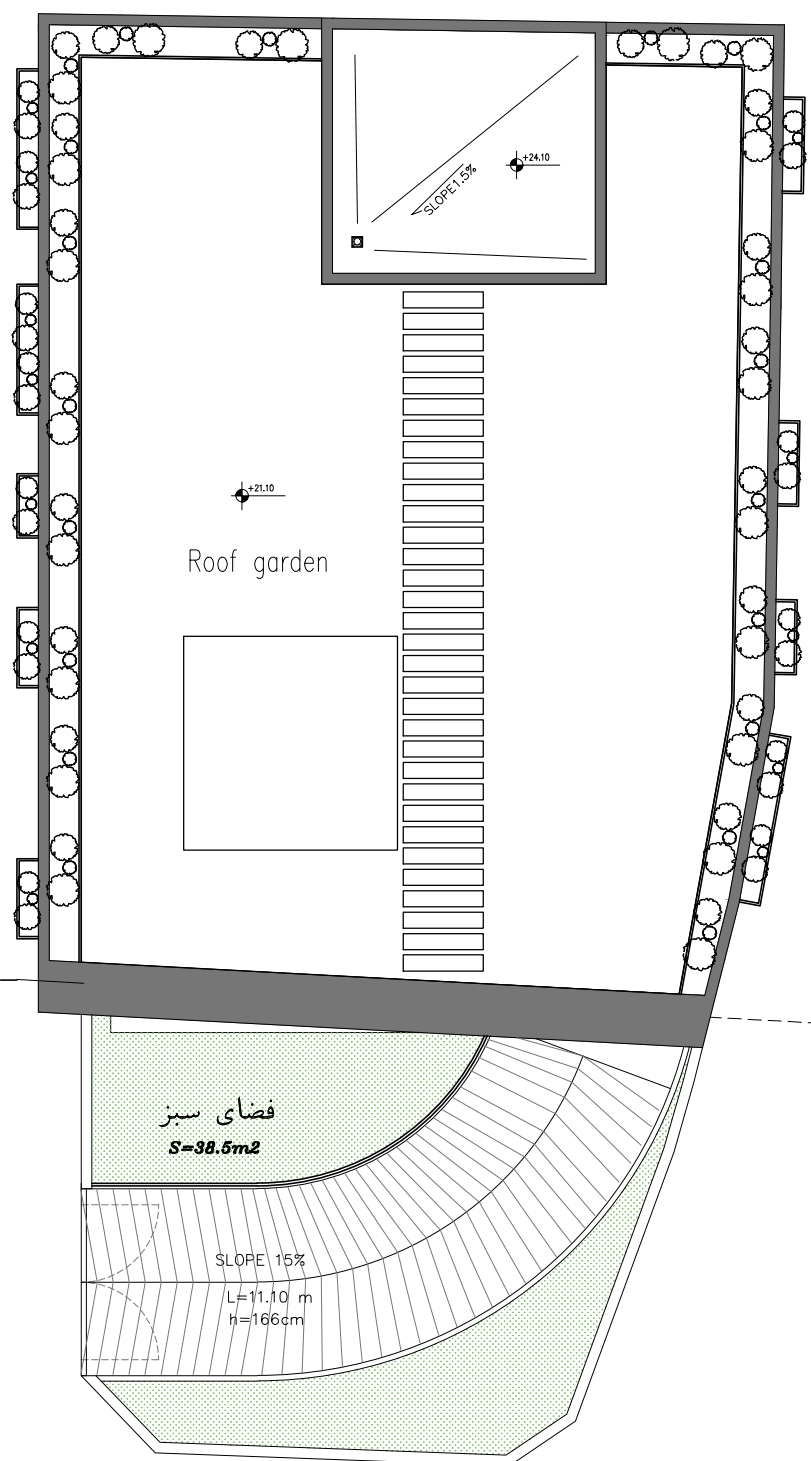 +24.10
SLOPE1.5%
+21.10
Roof garden
فضای سبز
S=38.5m2
SLOPE 15%
L=11.10 m
h=166cm